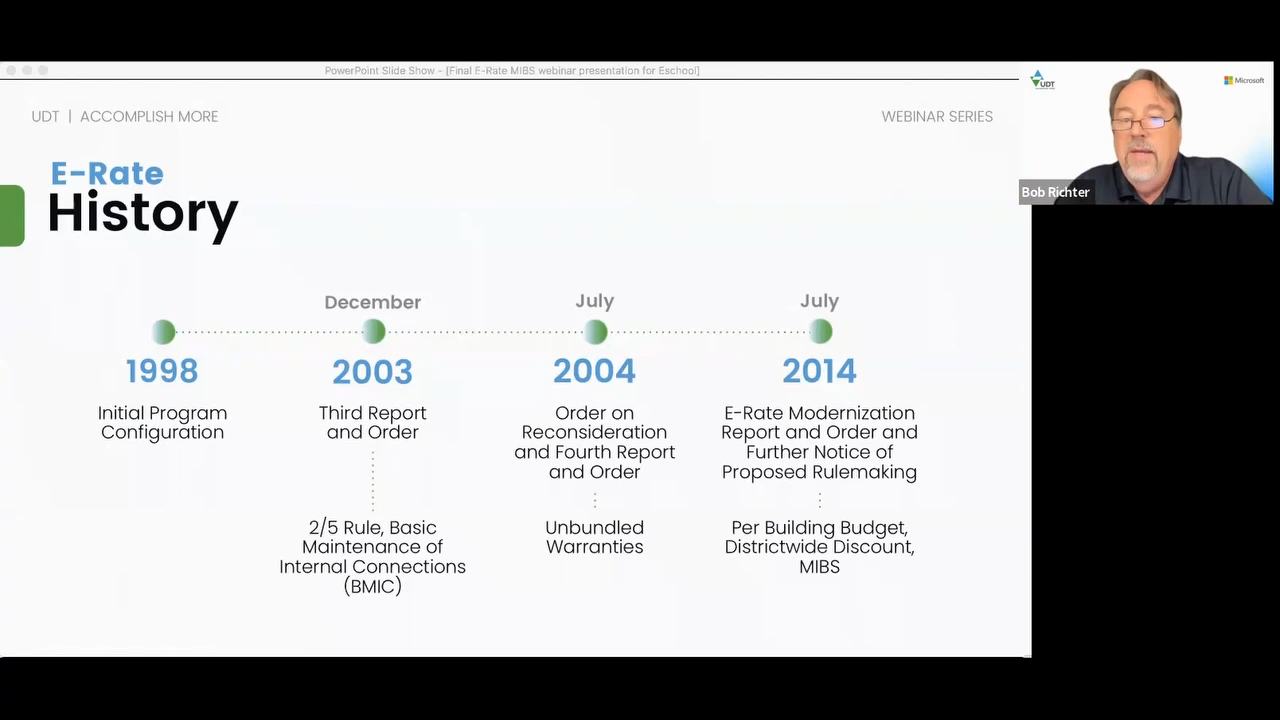 PowerPoint Slide Show - [Final E-Rate MIBS webinar presentation for Eschool]
UDT | ACCOMPLISH MORE
WEBINAR SERIES
E-Rate
History
December
July
July
1998
2003
2004
2014
Initial Program
Configuration
Third Report
and Order
Order on
Reconsideration
and Fourth Report
and Order
E-Rate Modernization
Report and Order and
Further Notice of
Proposed Rulemaking
2/5 Rule, Basic
Maintenance of
Internal Connections
(BMIC)
Unbundled
Warranties
Per Building Budget,
Districtwide Discount,
MIBS
UDT
Microsoft
Bob Richter